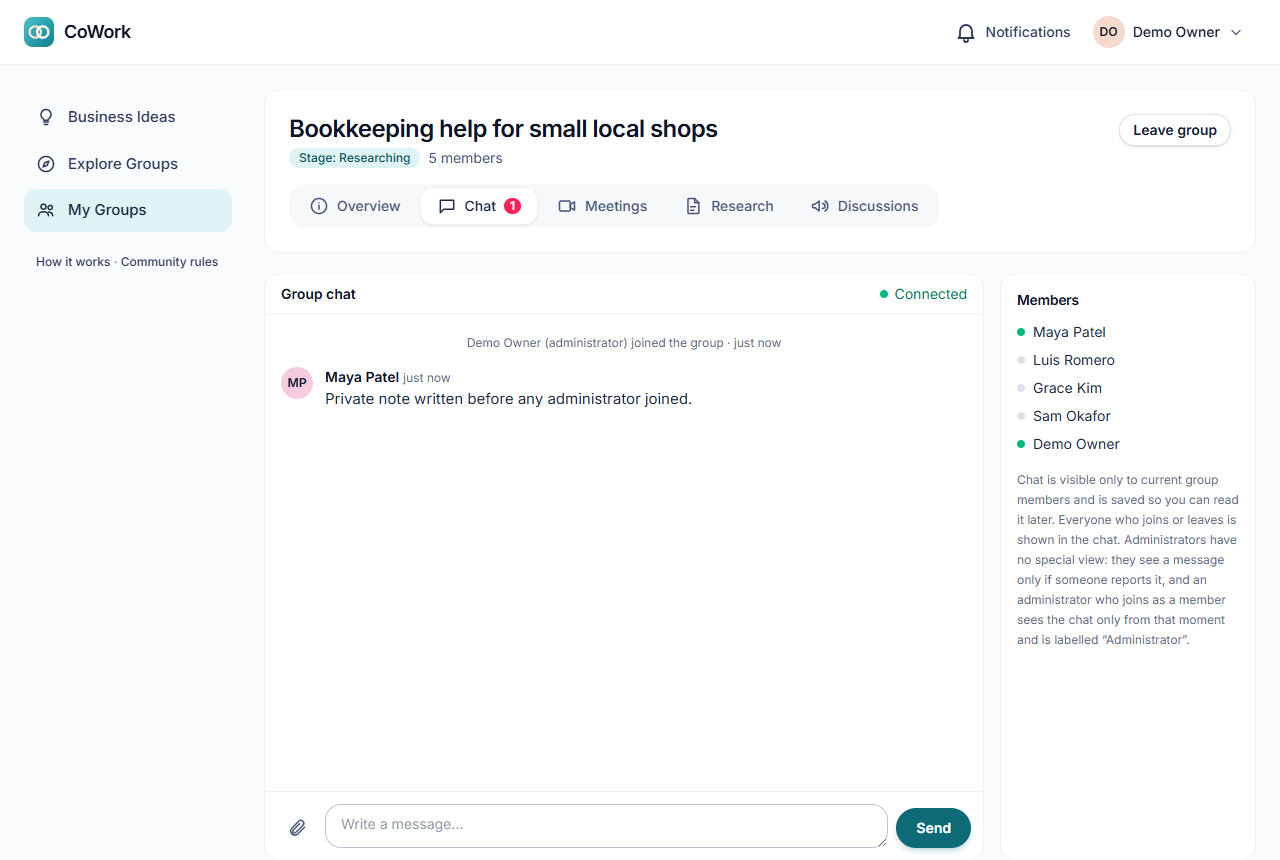 CoWork
Notifications
DO
Demo Owner
Business Ideas
Explore Groups
My Groups
How it works · Community rules
Bookkeeping help for small local shops
Leave group
Stage: Researching
5 members
Overview
Chat 1
Meetings
Research
Discussions
Group chat
Connected
Demo Owner (administrator) joined the group · just now
MP
Maya Patel just now
Private note written before any administrator joined.
Write a message...
Send
Members
Maya Patel
Luis Romero
Grace Kim
Sam Okafor
Demo Owner
Chat is visible only to current group
members and is saved so you can read
it later. Everyone who joins or leaves is
shown in the chat. Administrators have
no special view: they see a message
only if someone reports it, and an
administrator who joins as a member
sees the chat only from that moment
and is labelled “Administrator”.